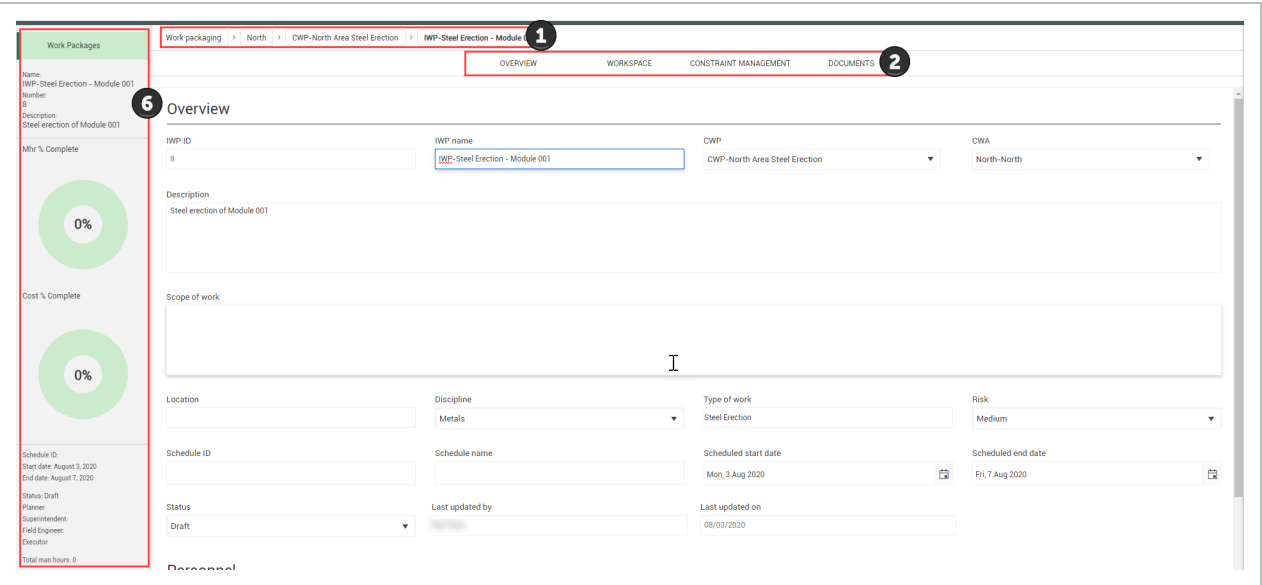 Work Packages
Name:
IWP-Steel Erection - Module 001
Number:
8
Description:
Steel erection of Module 001
Mhr % Complete
0%
Cost % Complete
0%
Schedule ID:
Start date: August 3, 2020
End date: August 7, 2020
Status: Draft
Planner:
Superintendent:
Field Engineer:
Executor:
Total man hours: 0
6
Work packaging > North > CWP-North Area Steel Erection > IWP-Steel Erection - Module
1
OVERVIEW WORKSPACE CONSTRAINT MANAGEMENT DOCUMENTS
2
Overview
IWP ID IWP name CWP CWA
8 IWP-Steel Erection - Module 001 CWP-North Area Steel Erection North-North
Description
Steel erection of Module 001
Scope of work
Location Discipline Type of work Risk
Metals Steel Erection Medium
Schedule ID Schedule name Scheduled start date Scheduled end date
Mon, 3 Aug 2020 Fri, 7 Aug 2020
Status Last updated by Last updated on
Draft 08/03/2020
Personnel